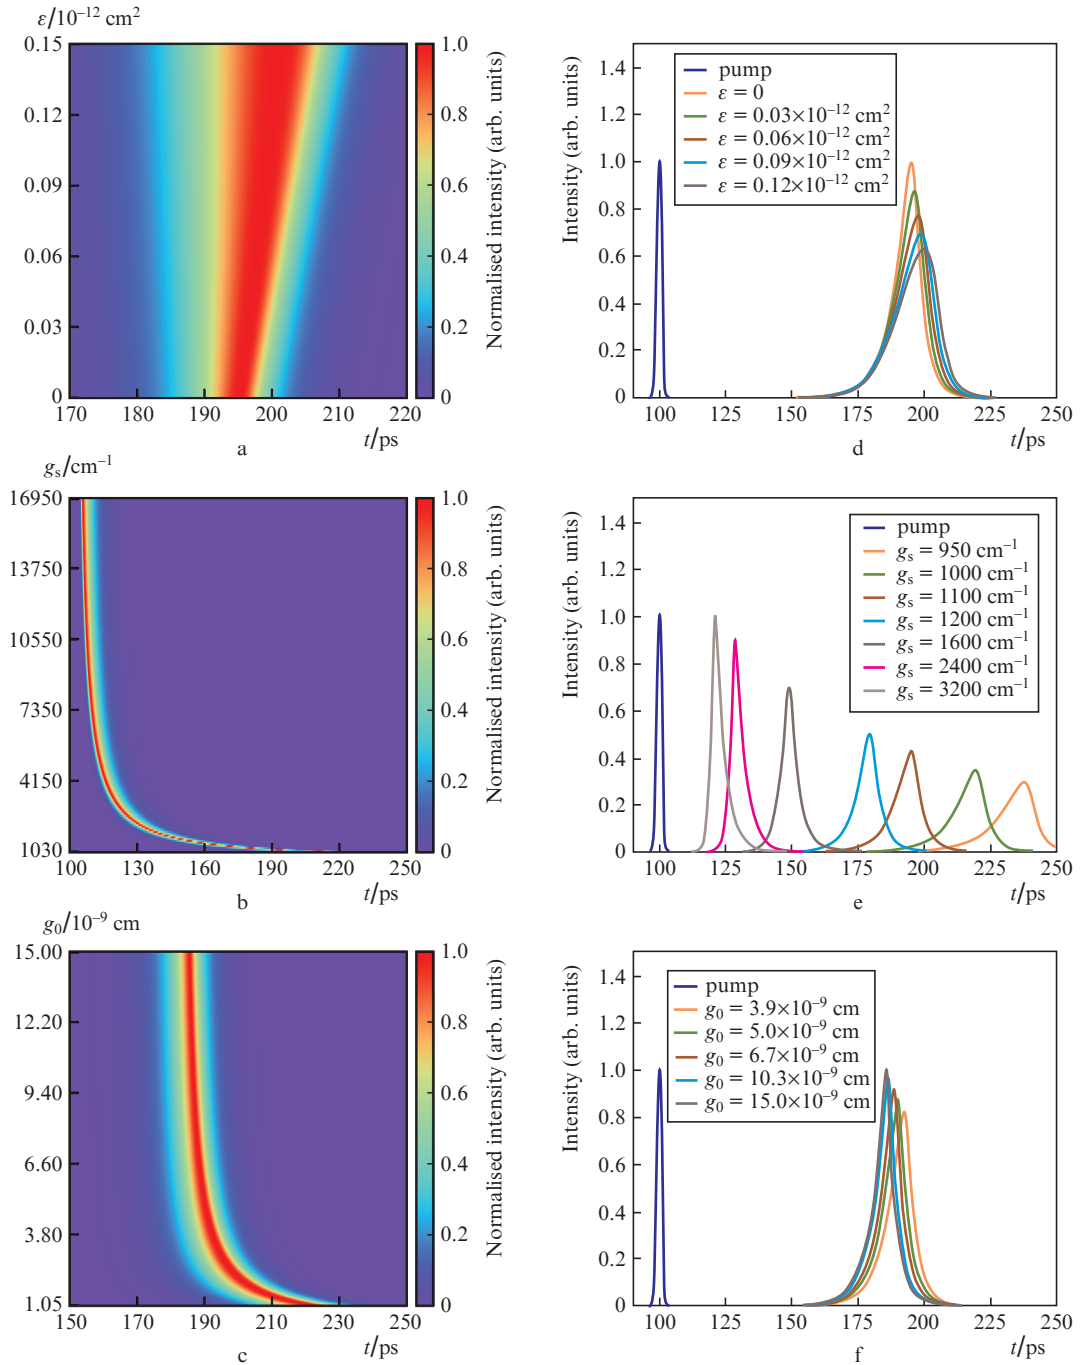 ε/10⁻¹² cm²
0.15
0.12
0.09
0.06
0.03
0
170 180 190 200 210 220
t/ps
a
1.0
0.8
0.6
0.4
0.2
0
Normalised intensity (arb. units)
Intensity (arb. units)
1.4
1.2
1.0
0.8
0.6
0.4
0.2
0
pump
ε = 0
ε = 0.03×10⁻¹² cm²
ε = 0.06×10⁻¹² cm²
ε = 0.09×10⁻¹² cm²
ε = 0.12×10⁻¹² cm²
100 125 150 175 200 225 250
t/ps
d
gₛ/cm⁻¹
16950
13750
10550
7350
4150
1030
100 130 160 190 220 250
t/ps
b
1.0
0.8
0.6
0.4
0.2
0
Normalised intensity (arb. units)
Intensity (arb. units)
1.4
1.2
1.0
0.8
0.6
0.4
0.2
0
pump
gₛ = 950 cm⁻¹
gₛ = 1000 cm⁻¹
gₛ = 1100 cm⁻¹
gₛ = 1200 cm⁻¹
gₛ = 1600 cm⁻¹
gₛ = 2400 cm⁻¹
gₛ = 3200 cm⁻¹
100 125 150 175 200 225 250
t/ps
e
g₀/10⁻⁹ cm
15.00
12.20
9.40
6.60
3.80
1.05
150 170 190 210 230 250
t/ps
c
1.0
0.8
0.6
0.4
0.2
0
Normalised intensity (arb. units)
Intensity (arb. units)
1.4
1.2
1.0
0.8
0.6
0.4
0.2
0
pump
g₀ = 3.9×10⁻⁹ cm
g₀ = 5.0×10⁻⁹ cm
g₀ = 6.7×10⁻⁹ cm
g₀ = 10.3×10⁻⁹ cm
g₀ = 15.0×10⁻⁹ cm
100 125 150 175 200 225 250
t/ps
f